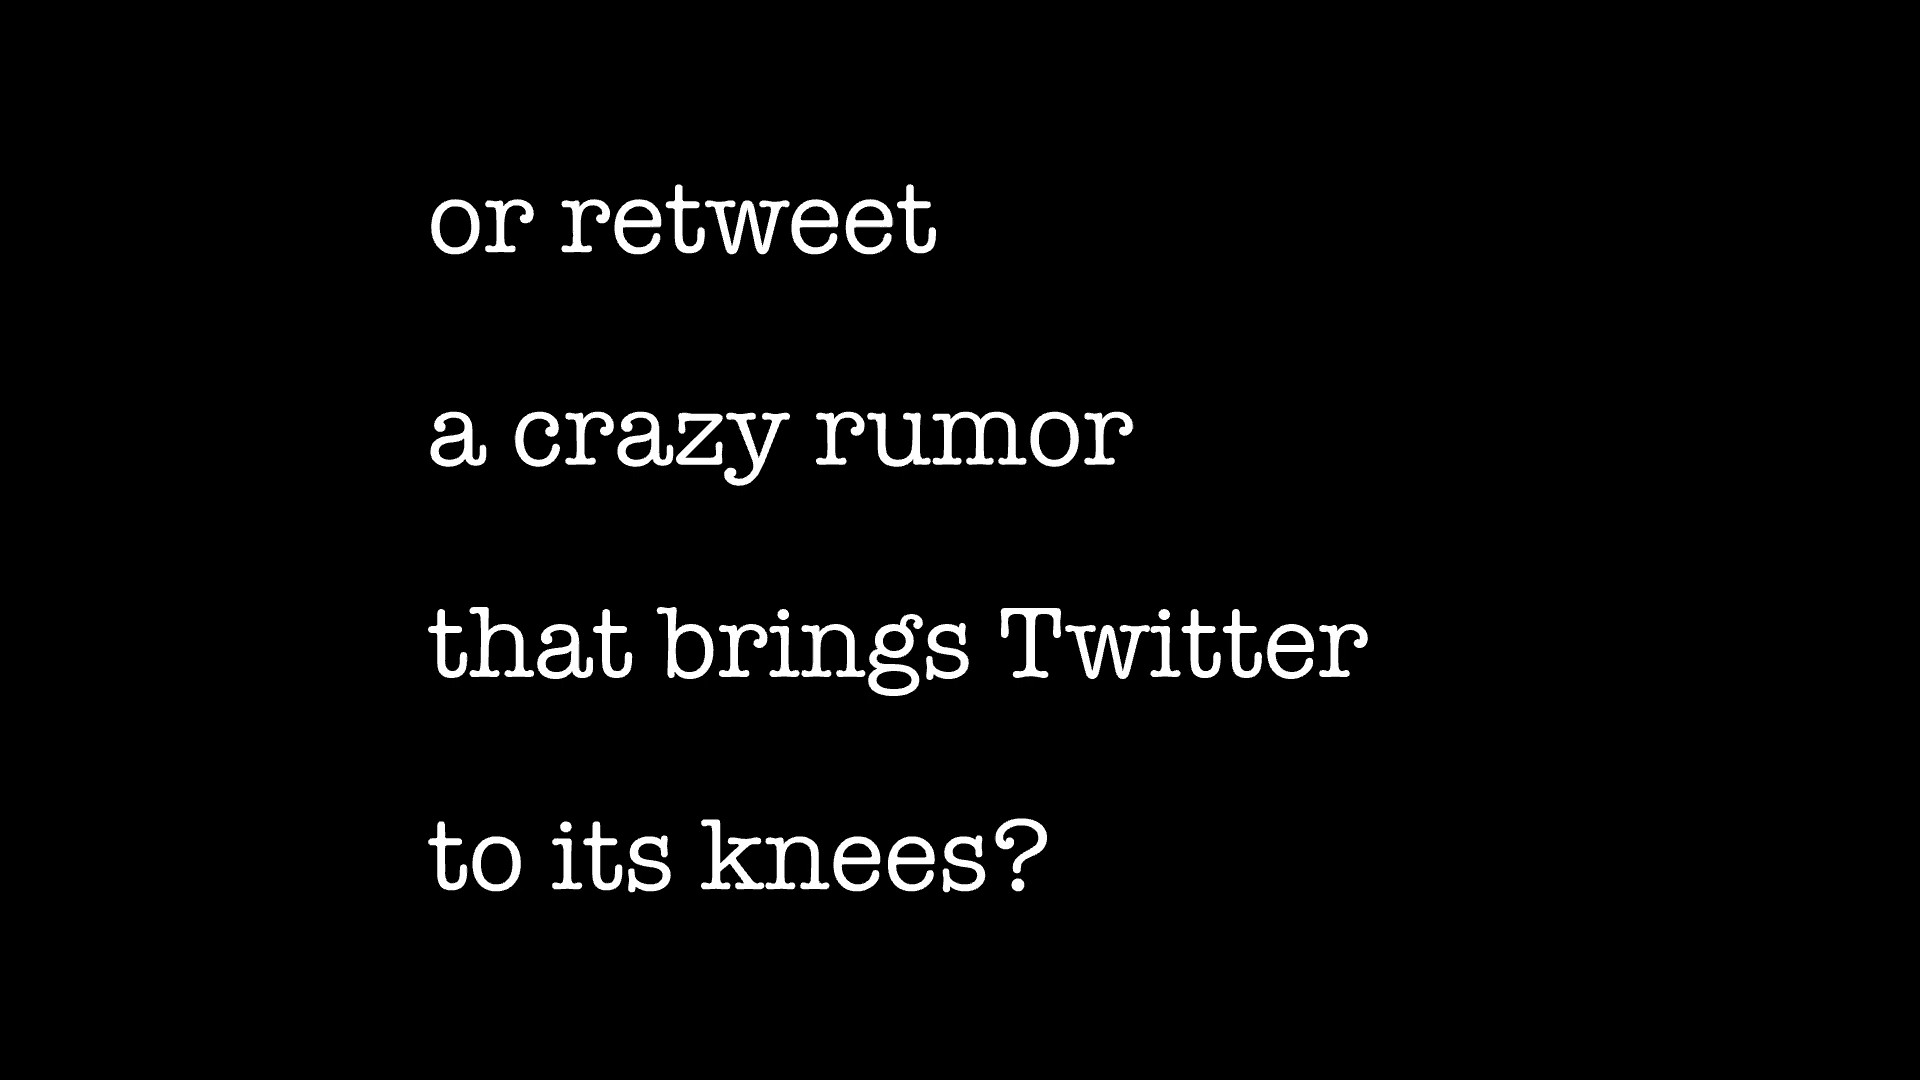 or retweet
a crazy rumor
that brings Twitter
to its knees?